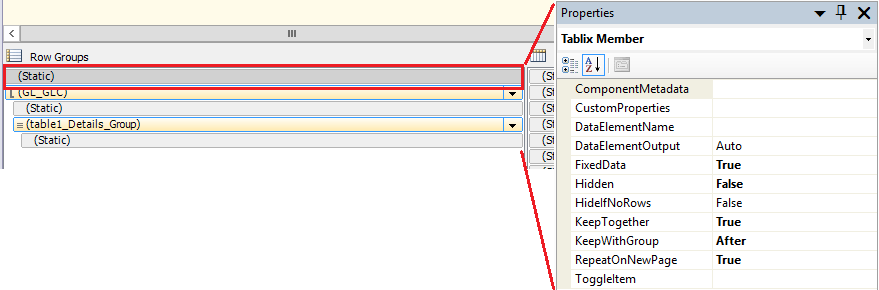 Properties
Tablix Member
Row Groups
(Static)
(GL_GLC)
(Static)
(table1_Details_Group)
(Static)
(St
(St
(St
(St
(St
(St
A
Z
ComponentMetadata
CustomProperties
DataElementName
DataElementOutput Auto
FixedData True
Hidden False
HideIfNoRows False
KeepTogether True
KeepWithGroup After
RepeatOnNewPage True
ToggleItem